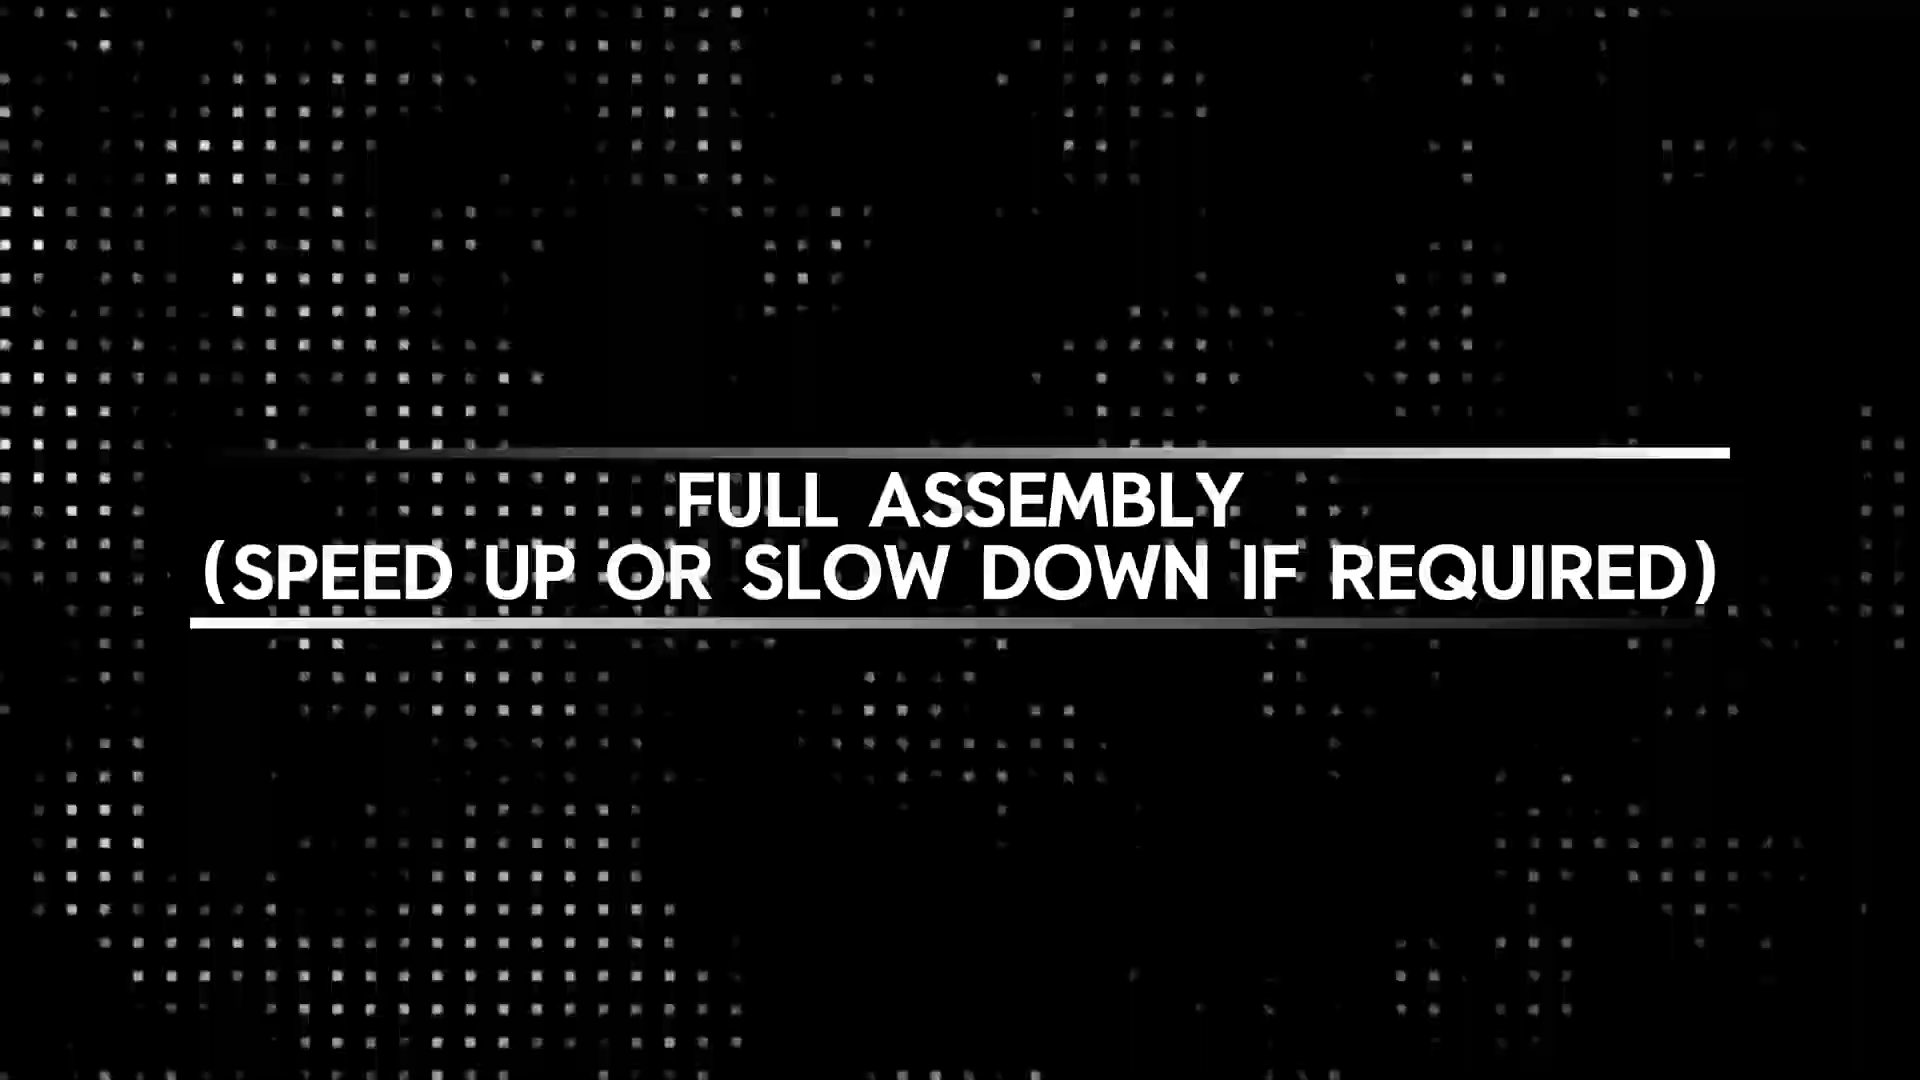 FULL ASSEMBLY
(SPEED UP OR SLOW DOWN IF REQUIRED)